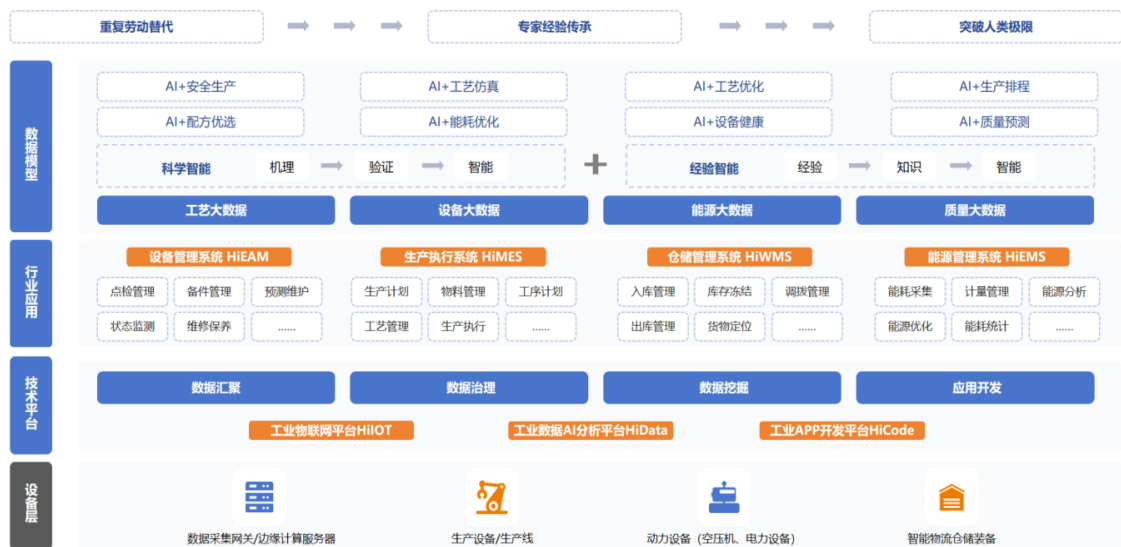 重复劳动替代
专家经验传承
突破人类极限
数据模型
AI+安全生产
AI+工艺仿真
AI+工艺优化
AI+生产排程
AI+配方优选
AI+能耗优化
AI+设备健康
AI+质量预测
科学智能
机理
验证
智能
+
经验智能
经验
知识
智能
工艺大数据
设备大数据
能源大数据
质量大数据
行业应用
设备管理系统 HiEAM
生产执行系统 HiMES
仓储管理系统 HiWMS
能源管理系统 HiEMS
点检管理
备件管理
预测维护
生产计划
物料管理
工序计划
入库管理
库存冻结
调拨管理
能耗采集
计量管理
能源分析
状态监测
维修保养
......
工艺管理
生产执行
......
出库管理
货物定位
......
能源优化
能耗统计
......
技术平台
数据汇聚
数据治理
数据挖掘
应用开发
工业物联网平台HiIOT
工业数据AI分析平台HiData
工业APP开发平台HiCode
设备层
数据采集网关/边缘计算服务器
生产设备/生产线
动力设备（空压机、电力设备）
智能物流仓储装备